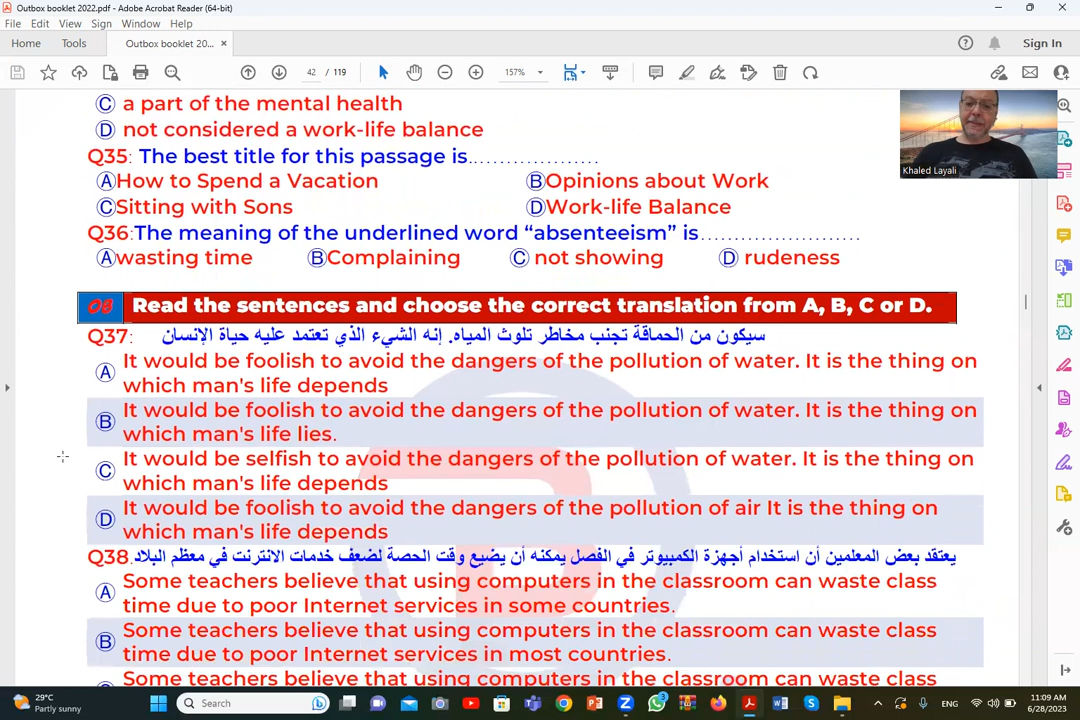 Outbox booklet 2022.pdf - Adobe Acrobat Reader (64-bit)
File Edit View Sign Window Help
Home Tools Outbox booklet 20... × Sign In
42 / 119 157%
Ⓒ a part of the mental health
Ⓓ not considered a work-life balance
Q35: The best title for this passage is...................
ⒶHow to Spend a Vacation ⒷOpinions about Work
ⒸSitting with Sons ⒹWork-life Balance
Q36:The meaning of the underlined word “absenteeism” is.......................
Ⓐwasting time ⒷComplaining Ⓒ not showing Ⓓ rudeness
Khaled Layali
03 Read the sentences and choose the correct translation from A, B, C or D.
Q37: سيكون من الحماقة تجنب مخاطر تلوث المياه. إنه الشيء الذي تعتمد عليه حياة الإنسان
Ⓐ It would be foolish to avoid the dangers of the pollution of water. It is the thing on
which man's life depends
Ⓑ It would be foolish to avoid the dangers of the pollution of water. It is the thing on
which man's life lies.
Ⓒ It would be selfish to avoid the dangers of the pollution of water. It is the thing on
which man's life depends
Ⓓ It would be foolish to avoid the dangers of the pollution of air It is the thing on
which man's life depends
Q38. يعتقد بعض المعلمين أن استخدام أجهزة الكمبيوتر في الفصل يمكنه أن يضيع وقت الحصة لضعف خدمات الانترنت في معظم البلاد
Ⓐ Some teachers believe that using computers in the classroom can waste class
time due to poor Internet services in some countries.
Ⓑ Some teachers believe that using computers in the classroom can waste class
time due to poor Internet services in most countries.
Some teachers believe that using computers in the classroom can waste class
29°C
Partly sunny
Search
3
ENG
11:09 AM
6/28/2023